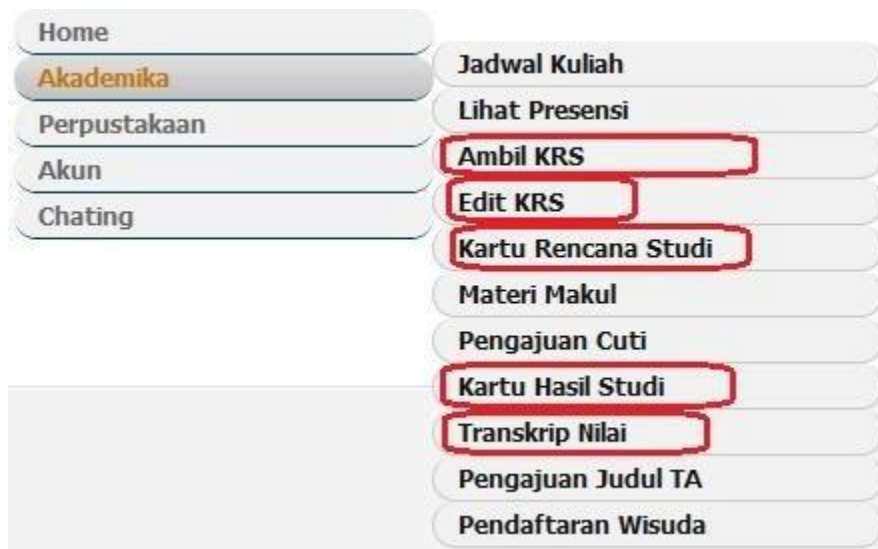 Home
Akademika
Perpustakaan
Akun
Chating
Jadwal Kuliah
Lihat Presensi
Ambil KRS
Edit KRS
Kartu Rencana Studi
Materi Makul
Pengajuan Cuti
Kartu Hasil Studi
Transkrip Nilai
Pengajuan Judul TA
Pendaftaran Wisuda